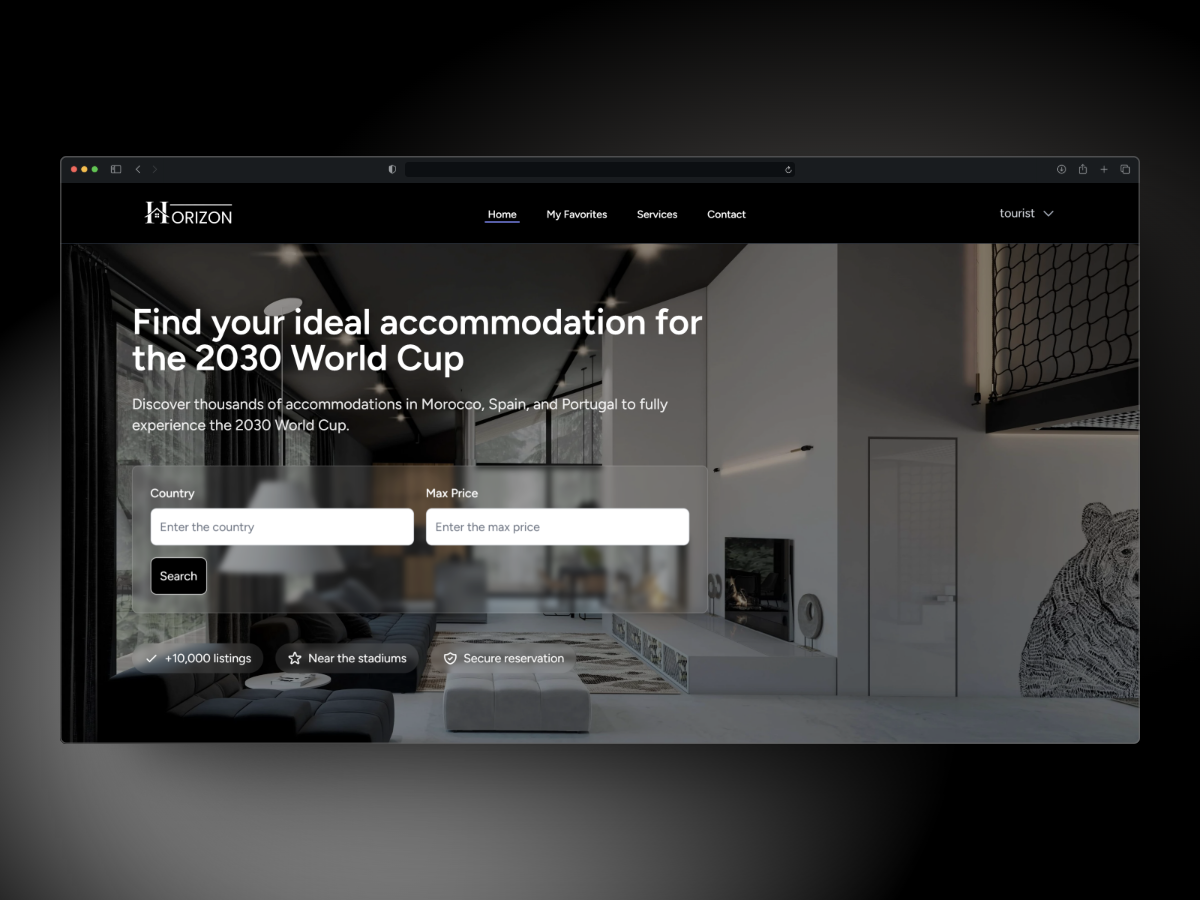 HORIZON
Home
My Favorites
Services
Contact
tourist
Find your ideal accommodation for
the 2030 World Cup
Discover thousands of accommodations in Morocco, Spain, and Portugal to fully
experience the 2030 World Cup.
Country
Max Price
Enter the country
Enter the max price
Search
+10,000 listings
Near the stadiums
Secure reservation